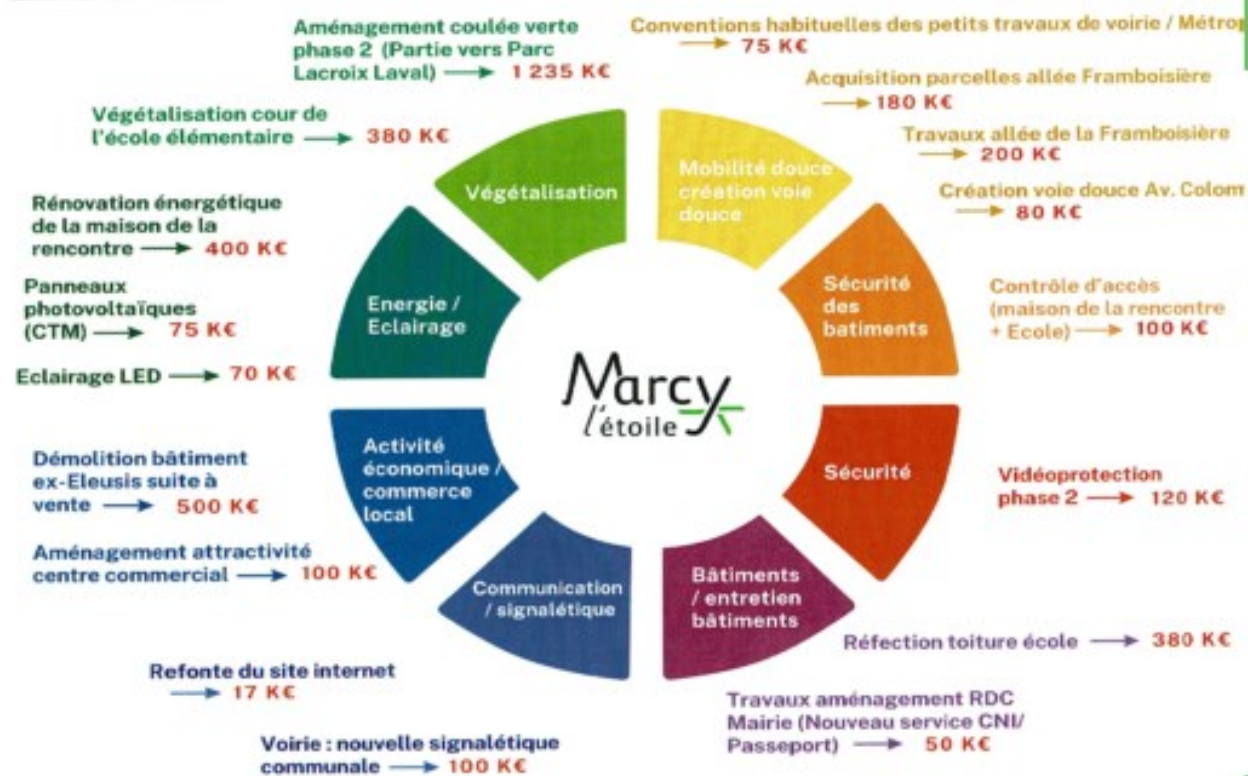 Aménagement coulée verte
phase 2 (Partie vers Parc
Lacroix Laval) → 1 235 K€
Conventions habituelles des petits travaux de voirie /
→ 75 K€
Acquisition parcelles allée Framboisière
→ 180 K€
Travaux allée de la Framboisière
→ 200 K€
Création voie douce Av.
→ 80 K€
Végétalisation cour de
l'école élémentaire → 380 K€
Végétalisation
Mobilité douce
création voie
douce
Rénovation énergétique
de la maison de la
rencontre → 400 K€
Panneaux
photovoltaïques
(CTM) → 75 K€
Eclairage LED → 70 K€
Energie /
Eclairage
Sécurité
des
batiments
Contrôle d'accès
(maison de la rencontre
+ Ecole) → 100 K€
Marcy
l'étoile
Activité
économique /
commerce
local
Démolition bâtiment
ex-Eleusis suite à
vente → 500 K€
Aménagement attractivité
centre commercial → 100 K€
Sécurité
Vidéoprotection
phase 2 → 120 K€
Communication
/ signalétique
Bâtiments
/ entretien
bâtiments
Réfection toiture école → 380 K€
Refonte du site internet
→ 17 K€
Voirie : nouvelle signalétique
communale → 100 K€
Travaux aménagement RDC
Mairie (Nouveau service CNI/
Passeport) → 50 K€